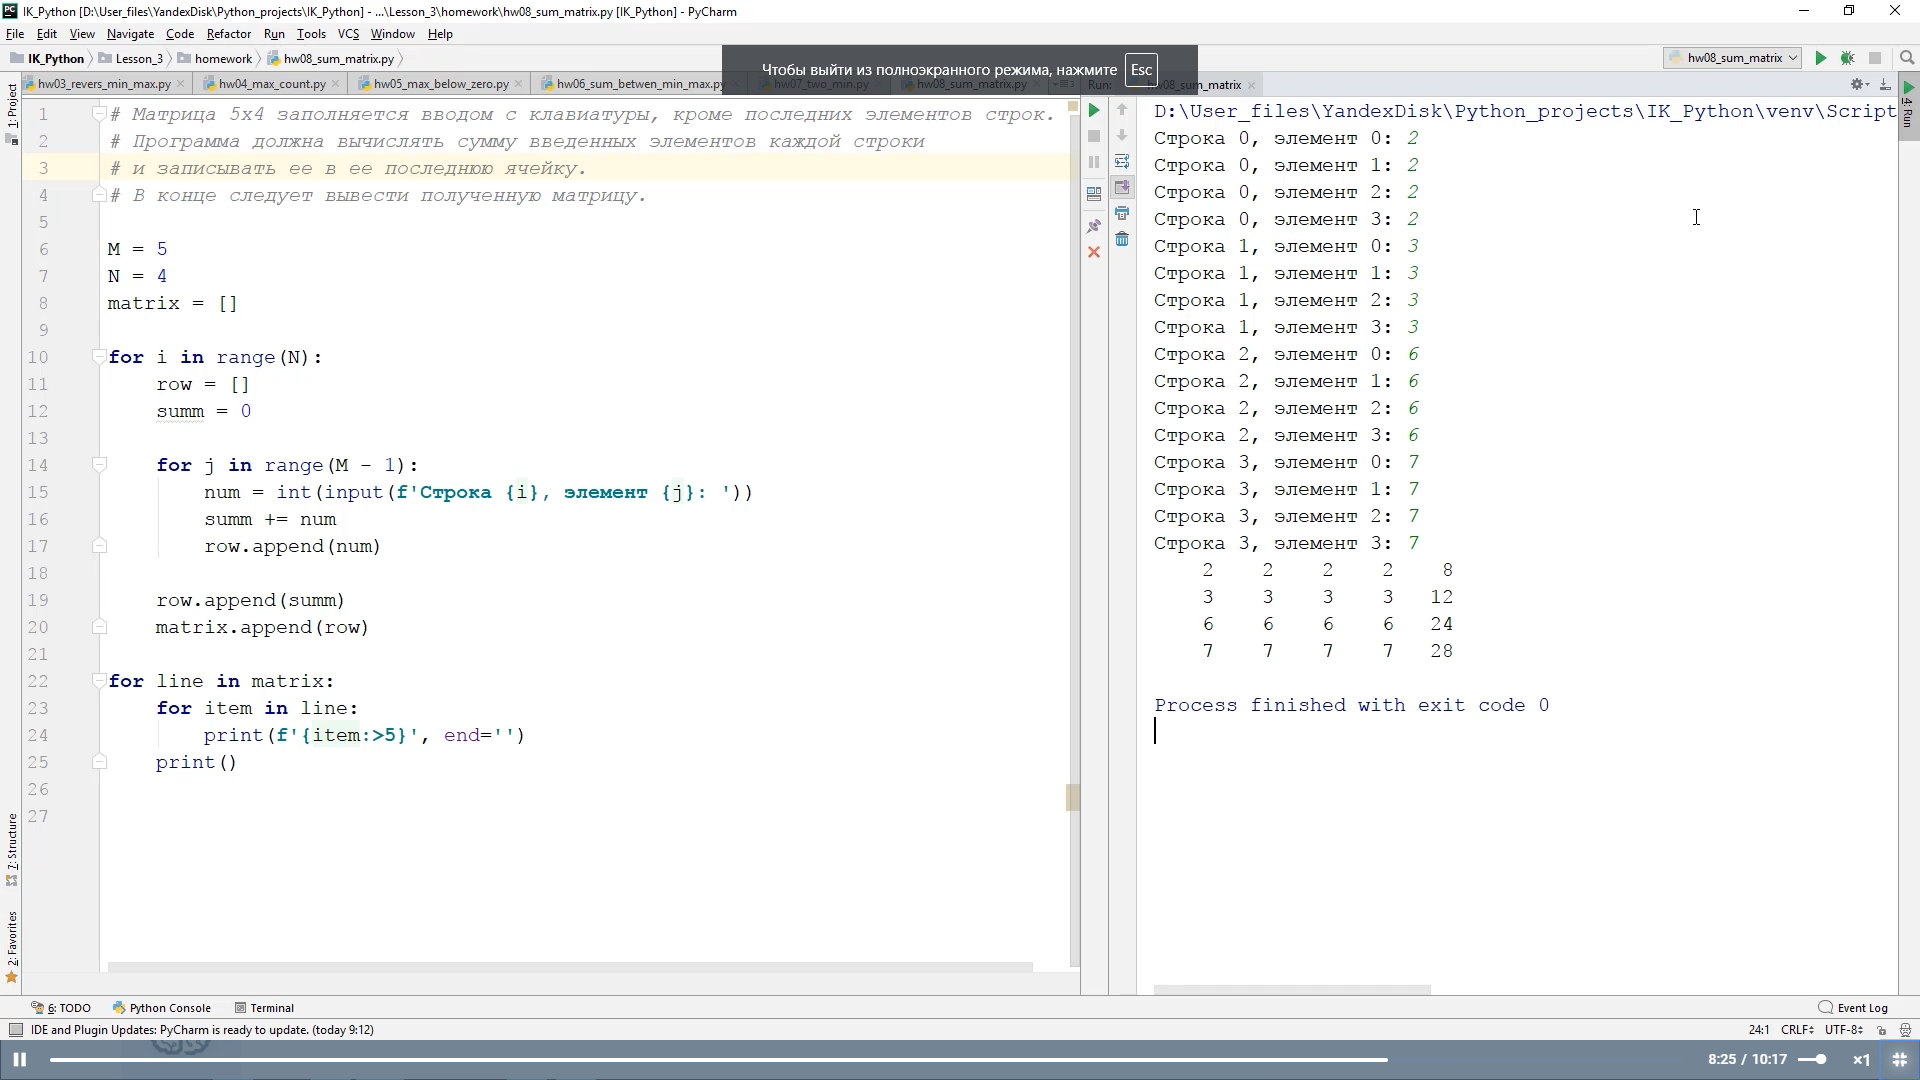 IK_Python [D:\User_files\YandexDisk\Python_projects\IK_Python] - ...\Lesson_3\homework\hw08_sum_matrix.py [IK_Python] - PyCharm
File Edit View Navigate Code Refactor Run Tools VCS Window Help
IK_Python Lesson_3 homework hw08_sum_matrix.py hw08_sum_matrix
Чтобы выйти из полноэкранного режима, нажмите Esc
hw03_revers_min_max.py hw04_max_count.py hw05_max_below_zero.py hw06_sum_betwen_min_max.py hw07_two_min.py hw08_sum_matrix.py
Run: hw08_sum_matrix
1: Project
7: Structure
2: Favorites
4: Run
1 # Матрица 5x4 заполняется вводом с клавиатуры, кроме последних элементов строк.
2 # Программа должна вычислять сумму введенных элементов каждой строки
3 # и записывать ее в ее последнюю ячейку.
4 # В конце следует вывести полученную матрицу.
5
6 M = 5
7 N = 4
8 matrix = []
9
10 for i in range(N):
11 row = []
12 summ = 0
13
14 for j in range(M - 1):
15 num = int(input(f'Строка {i}, элемент {j}: '))
16 summ += num
17 row.append(num)
18
19 row.append(summ)
20 matrix.append(row)
21
22 for line in matrix:
23 for item in line:
24 print(f'{item:>5}', end='')
25 print()
26
27
D:\User_files\YandexDisk\Python_projects\IK_Python\venv\Script
Строка 0, элемент 0: 2
Строка 0, элемент 1: 2
Строка 0, элемент 2: 2
Строка 0, элемент 3: 2
Строка 1, элемент 0: 3
Строка 1, элемент 1: 3
Строка 1, элемент 2: 3
Строка 1, элемент 3: 3
Строка 2, элемент 0: 6
Строка 2, элемент 1: 6
Строка 2, элемент 2: 6
Строка 2, элемент 3: 6
Строка 3, элемент 0: 7
Строка 3, элемент 1: 7
Строка 3, элемент 2: 7
Строка 3, элемент 3: 7
2 2 2 2 8
3 3 3 3 12
6 6 6 6 24
7 7 7 7 28
Process finished with exit code 0
6: TODO Python Console Terminal Event Log
IDE and Plugin Updates: PyCharm is ready to update. (today 9:12) 24:1 CRLF UTF-8
8:25 / 10:17 x1